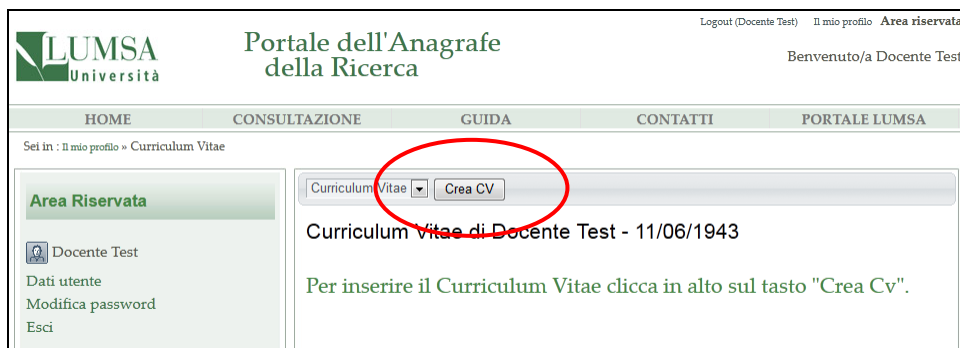 Logout (Docente Test) Il mio profilo Area riservata
LUMSA
Università
Portale dell'Anagrafe
della Ricerca
Benvenuto/a Docente Test
HOME CONSULTAZIONE GUIDA CONTATTI PORTALE LUMSA
Sei in : Il mio profilo » Curriculum Vitae
Area Riservata
Docente Test
Dati utente
Modifica password
Esci
Curriculum Vitae Crea CV
Curriculum Vitae di Docente Test - 11/06/1943
Per inserire il Curriculum Vitae clicca in alto sul tasto "Crea Cv".